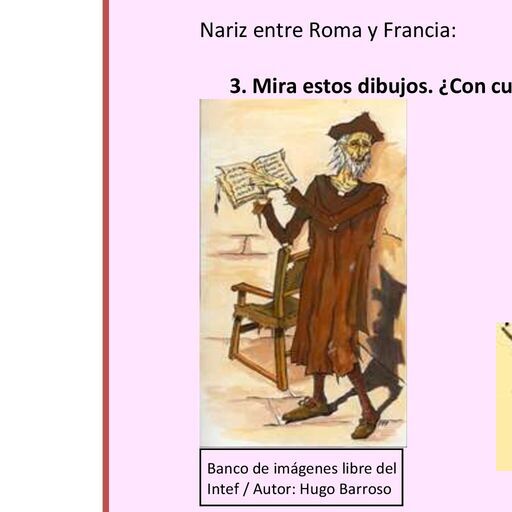 Nariz entre Roma y Francia:
3. Mira estos dibujos. ¿Con cu
Banco de imágenes libre del
Intef / Autor: Hugo Barroso